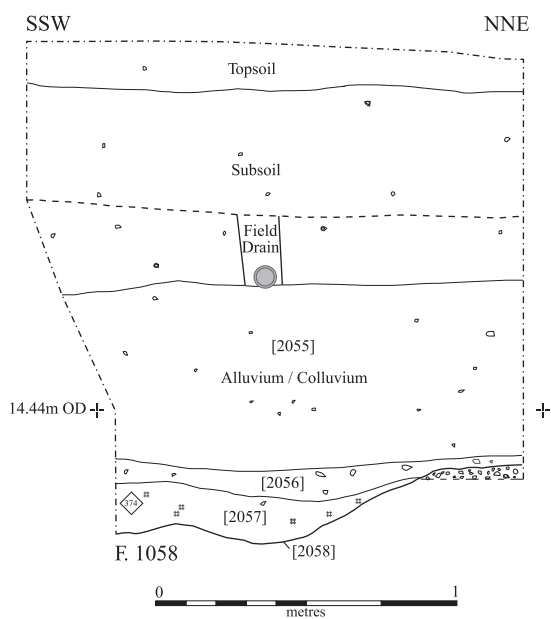 SSW NNE
Topsoil
Subsoil
Field
Drain
[2055]
Alluvium / Colluvium
14.44m OD
[2056]
374
[2057]
[2058]
F. 1058
0 1
metres